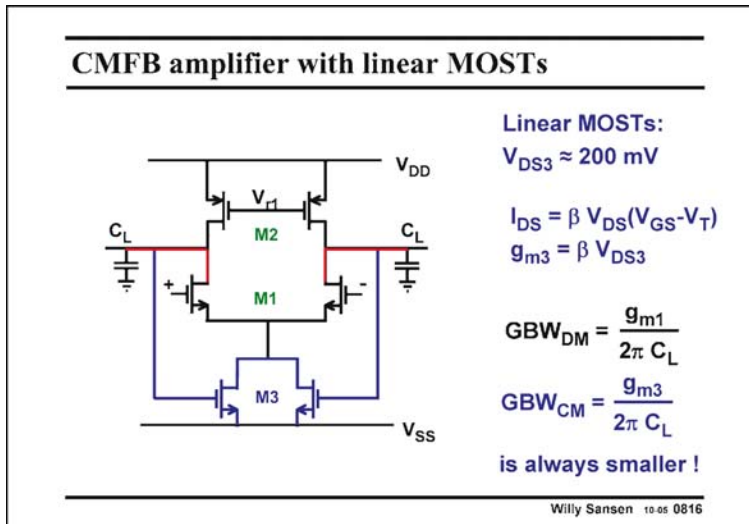 CMFB amplifier with linear MOSTs
Linear MOSTs:
V_DS3 ≈ 200 mV
I_DS = β V_DS(V_GS-V_T)
g_m3 = β V_DS3
GBW_DM = g_m1 / 2π C_L
GBW_CM = g_m3 / 2π C_L
is always smaller !
V_DD
V_r1
C_L
C_L
M2
+
M1
-
M3
V_SS
Willy Sansen 10-05 0816